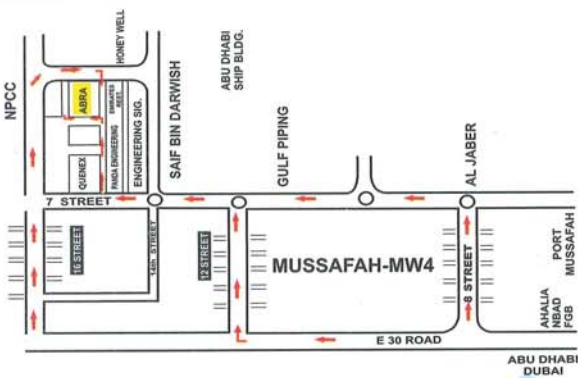 NPCC
HONEY WELL
ABRA
EMIRATES
REST.
QUENEX
PANDA ENGINEERING
ENGINEERING SIG.
SAIF BIN DARWISH
ABU DHABI
SHIP BLDG.
7 STREET
16 STREET
14th STREET
12 STREET
GULF PIPING
MUSSAFAH-MW4
AL JABER
8 STREET
PORT
MUSSAFAH
AHALIA
NBAD
FGB
E 30 ROAD
ABU DHABI
DUBAI